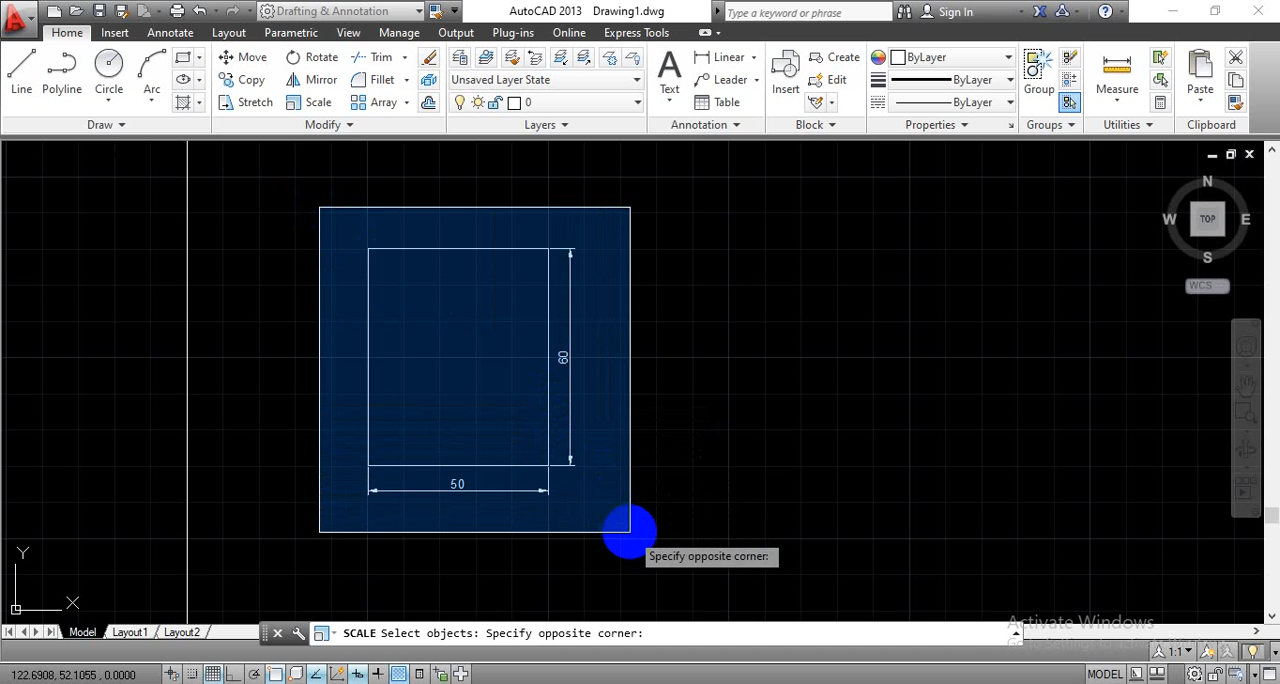 Drafting & Annotation
AutoCAD 2013 Drawing1.dwg
Type a keyword or phrase
Sign In
Home Insert Annotate Layout Parametric View Manage Output Plug-ins Online Express Tools
Line Polyline Circle Arc
Move Rotate Trim
Copy Mirror Fillet
Stretch Scale Array
Unsaved Layer State
0
Text
Linear
Leader
Table
Insert
Create
Edit
ByLayer
ByLayer
ByLayer
Group
Measure
Paste
Draw Modify Layers Annotation Block Properties Groups Utilities Clipboard
N
W TOP E
S
WCS
60
50
Specify opposite corner:
Y
X
Activate Windows
Model Layout1 Layout2
SCALE Select objects: Specify opposite corner:
1:1
122.6908, 52.1055, 0.0000
MODEL